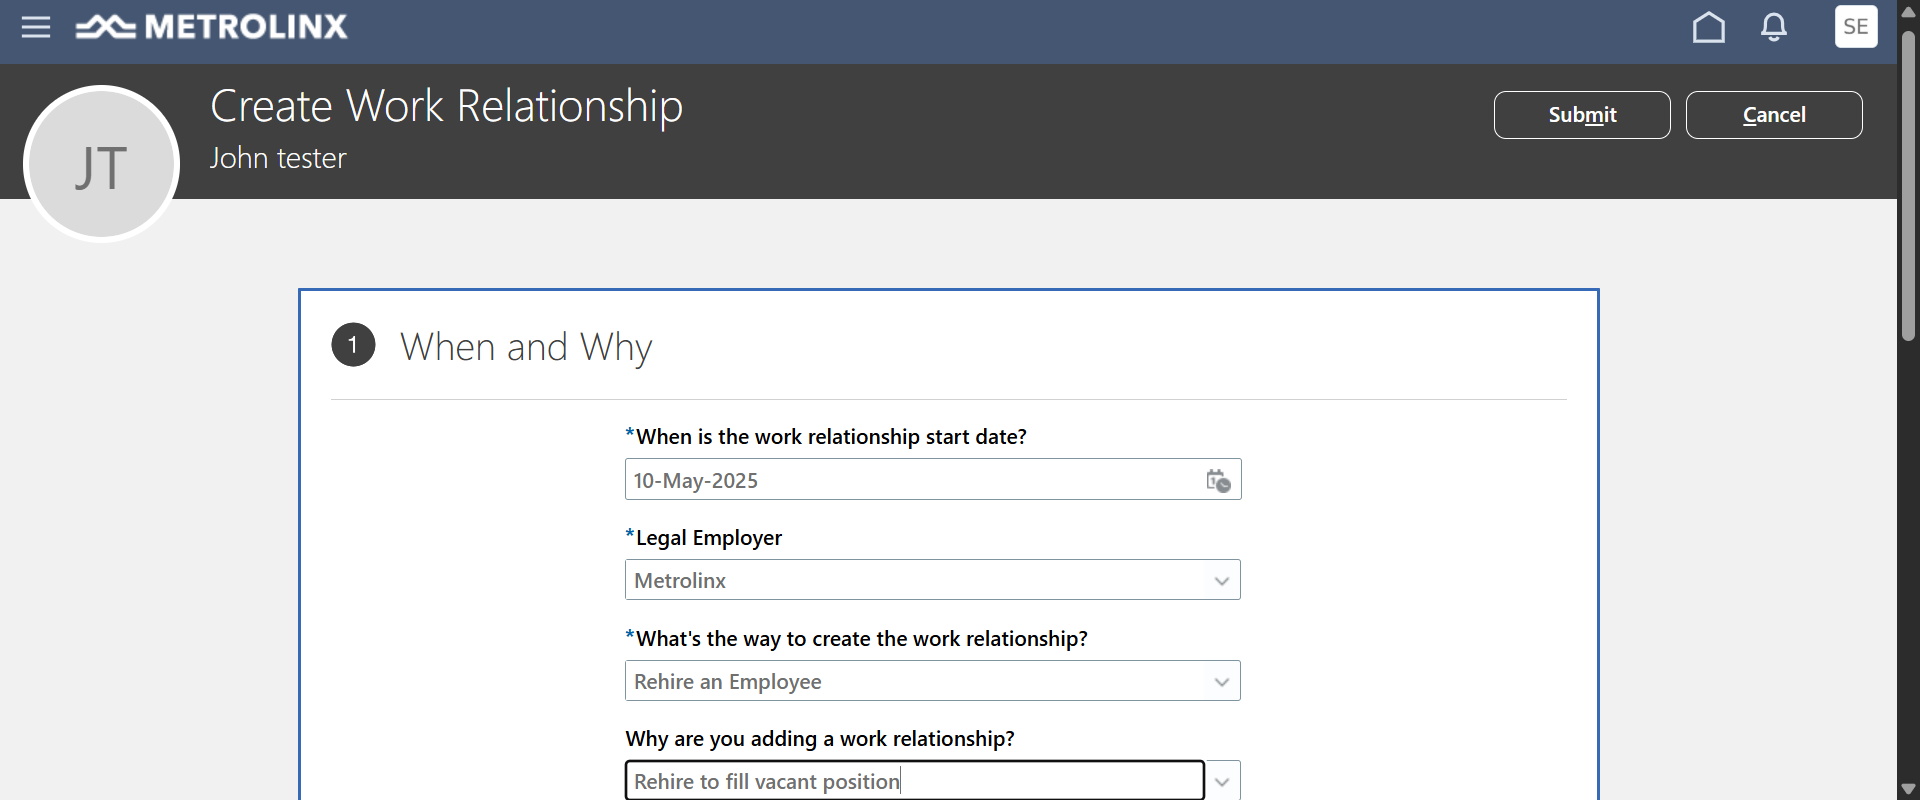 METROLINX
SE
JT
Create Work Relationship
John tester
Submit
Cancel
1
When and Why
*When is the work relationship start date?
10-May-2025
*Legal Employer
Metrolinx
*What's the way to create the work relationship?
Rehire an Employee
Why are you adding a work relationship?
Rehire to fill vacant position